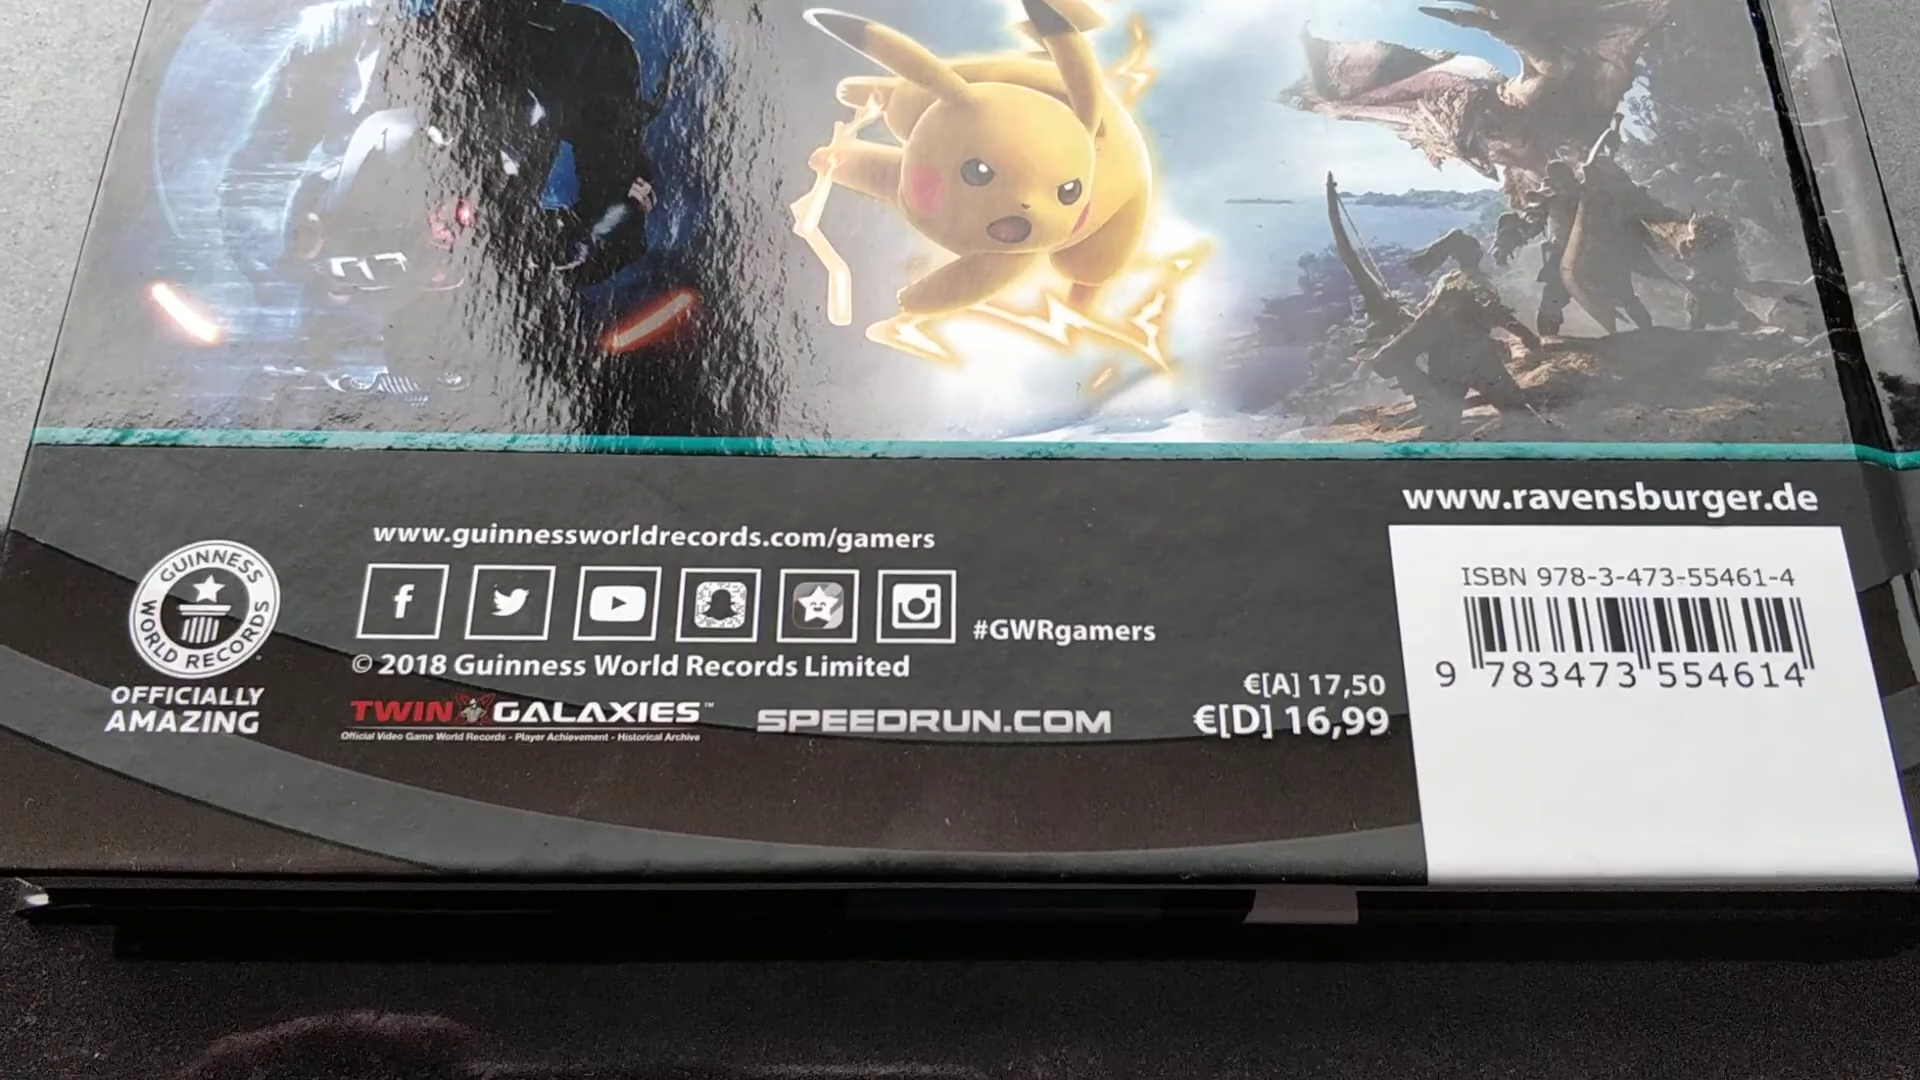 www.ravensburger.de
www.guinnessworldrecords.com/gamers
#GWRgamers
© 2018 Guinness World Records Limited
GUINNESS
WORLD RECORDS
OFFICIALLY
AMAZING
TWIN GALAXIES™
Official Video Game World Records - Player Achievement - Historical Archive
SPEEDRUN.COM
€[A] 17,50
€[D] 16,99
ISBN 978-3-473-55461-4
9 783473 554614